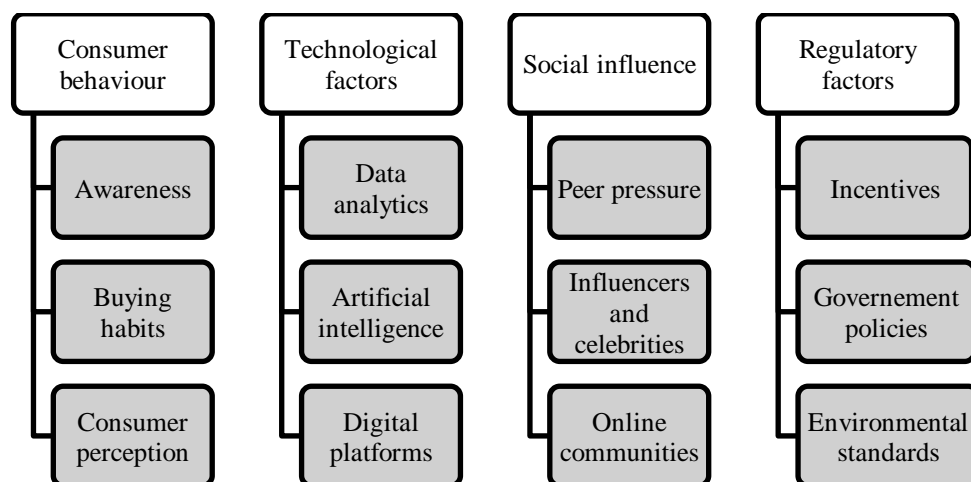 Consumer
behaviour
Awareness
Buying
habits
Consumer
perception
Technological
factors
Data
analytics
Artificial
intelligence
Digital
platforms
Social influence
Peer pressure
Influencers
and
celebrities
Online
communities
Regulatory
factors
Incentives
Governement
policies
Environmental
standards